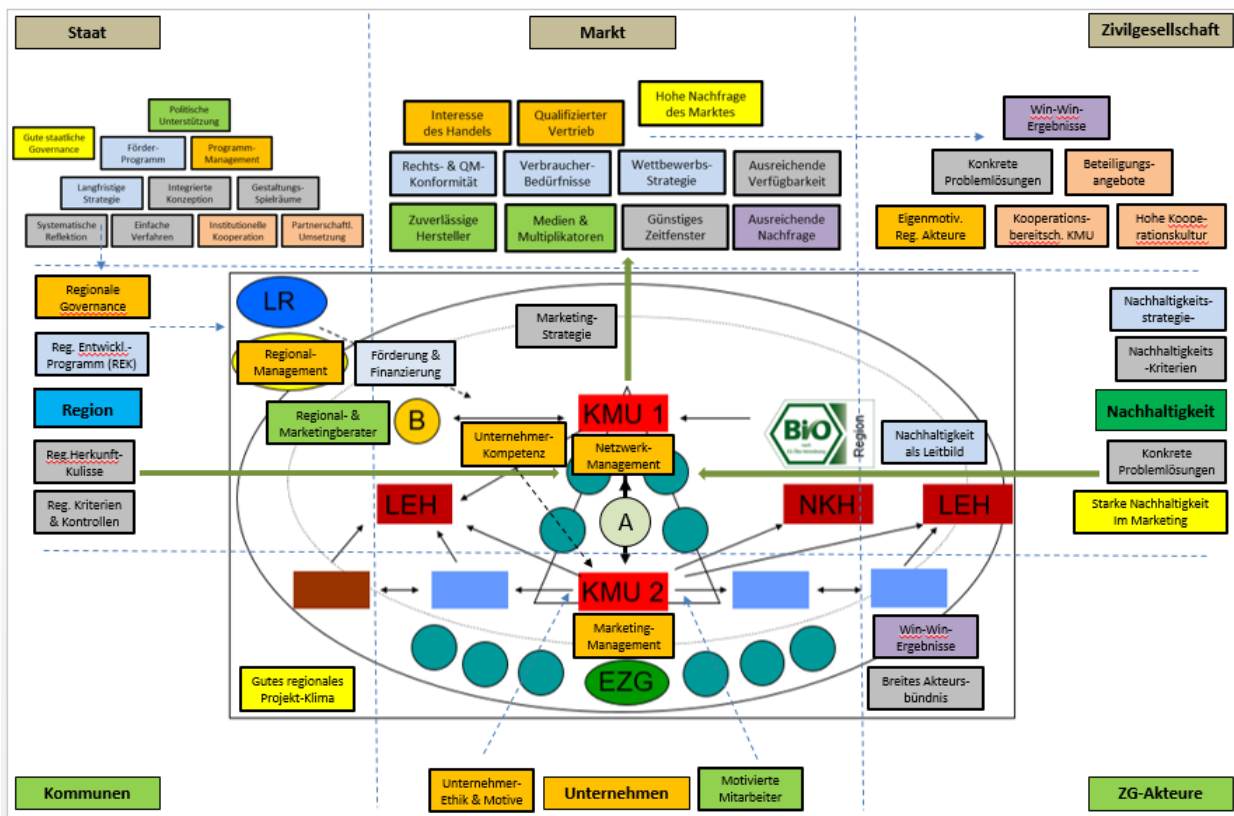 Staat
Markt
Zivilgesellschaft
Politische
Unterstützung
Gute staatliche
Governance
Förder-
Programm
Programm-
Management
Langfristige
Strategie
Integrierte
Konzeption
Gestaltungs-
Spielräume
Systematische
Reflektion
Einfache
Verfahren
Institutionelle
Kooperation
Partnerschaftl.
Umsetzung
Interesse
des Handels
Qualifizierter
Vertrieb
Hohe Nachfrage
des Marktes
Rechts- & QM-
Konformität
Verbraucher-
Bedürfnisse
Wettbewerbs-
Strategie
Ausreichende
Verfügbarkeit
Zuverlässige
Hersteller
Medien &
Multiplikatoren
Günstiges
Zeitfenster
Ausreichende
Nachfrage
Win-Win-
Ergebnisse
Konkrete
Problemlösungen
Beteiligungs-
angebote
Eigenmotiv.
Reg. Akteure
Kooperations-
bereitsch. KMU
Hohe Koope-
rationskultur
Regionale
Governance
Reg. Entwickl.-
Programm (REK)
Region
Reg.Herkunft-
Kulisse
Reg. Kriterien
& Kontrollen
LR
Regional-
Management
Förderung &
Finanzierung
Marketing-
Strategie
Regional- &
Marketingberater
B
Unternehmer-
Kompetenz
KMU 1
Netzwerk-
Management
Bio
nach
EG-Öko-Verordnung
-Region
Nachhaltigkeit
als Leitbild
LEH
A
NKH
LEH
KMU 2
Marketing-
Management
EZG
Gutes regionales
Projekt-Klima
Win-Win-
Ergebnisse
Breites Akteurs-
bündnis
Nachhaltigkeits-
strategie-
Nachhaltigkeits
-Kriterien
Nachhaltigkeit
Konkrete
Problemlösungen
Starke Nachhaltigkeit
Im Marketing
Kommunen
Unternehmer-
Ethik & Motive
Unternehmen
Motivierte
Mitarbeiter
ZG-Akteure